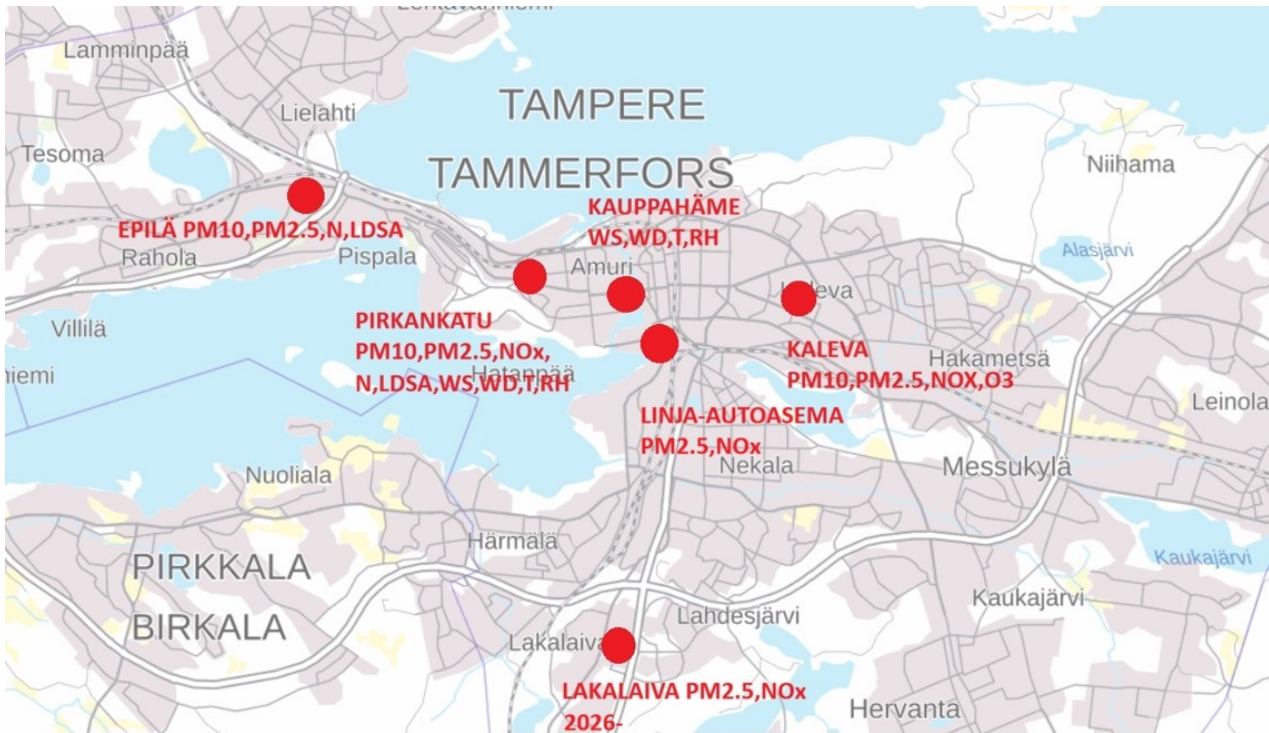 Lamminpää
Lielahti
TAMPERE
Tesoma
Niihama
TAMMERFORS
KAUPPAHÄME
WS,WD,T,RH
EPILÄ PM10,PM2.5,N,LDSA
Rahola
Pispala
Amuri
Alasjärvi
Villilä
PIRKANKATU
PM10,PM2.5,NOx,
N,LDSA,WS,WD,T,RH
Hatanpää
KALEVA
PM10,PM2.5,NOX,O3
Hakametsä
Leinola
LINJA-AUTOASEMA
PM2.5,NOx
Nuoliala
Nekala
Messukylä
Härmälä
PIRKKALA
BIRKALA
Kaukajärvi
Kaukajärvi
Lahdesjärvi
Lakalaiva
LAKALAIVA PM2.5,NOx
2026-
Hervanta